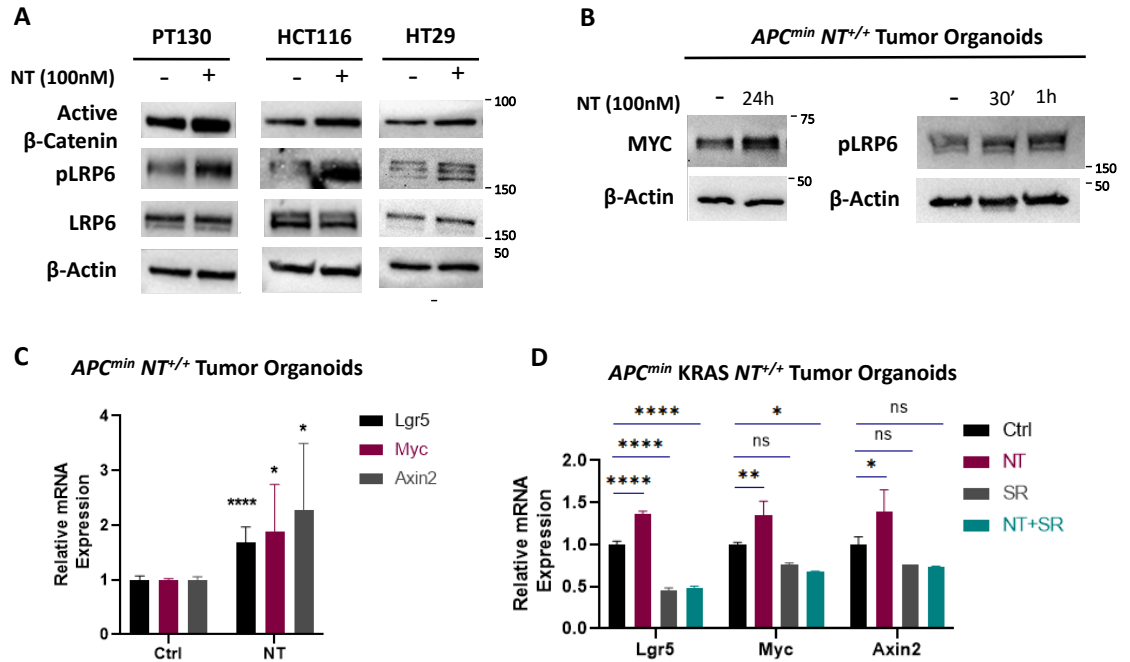 A
PT130 HCT116 HT29
NT (100nM) - + - + - +
Active β-Catenin
100
pLRP6
150
LRP6
150
β-Actin
50
-
B
APCmin NT+/+ Tumor Organoids
NT (100nM) - 24h - 30' 1h
MYC
75
pLRP6
150
β-Actin
50
β-Actin
50
C
APCmin NT+/+ Tumor Organoids
Relative mRNA Expression
4
3
2
1
0
**** * *
Ctrl NT
Lgr5
Myc
Axin2
D
APCmin KRAS NT+/+ Tumor Organoids
Relative mRNA Expression
2.0
1.5
1.0
0.5
0.0
**** * ns
**** ns ns
**** ** *
Lgr5 Myc Axin2
Ctrl
NT
SR
NT+SR